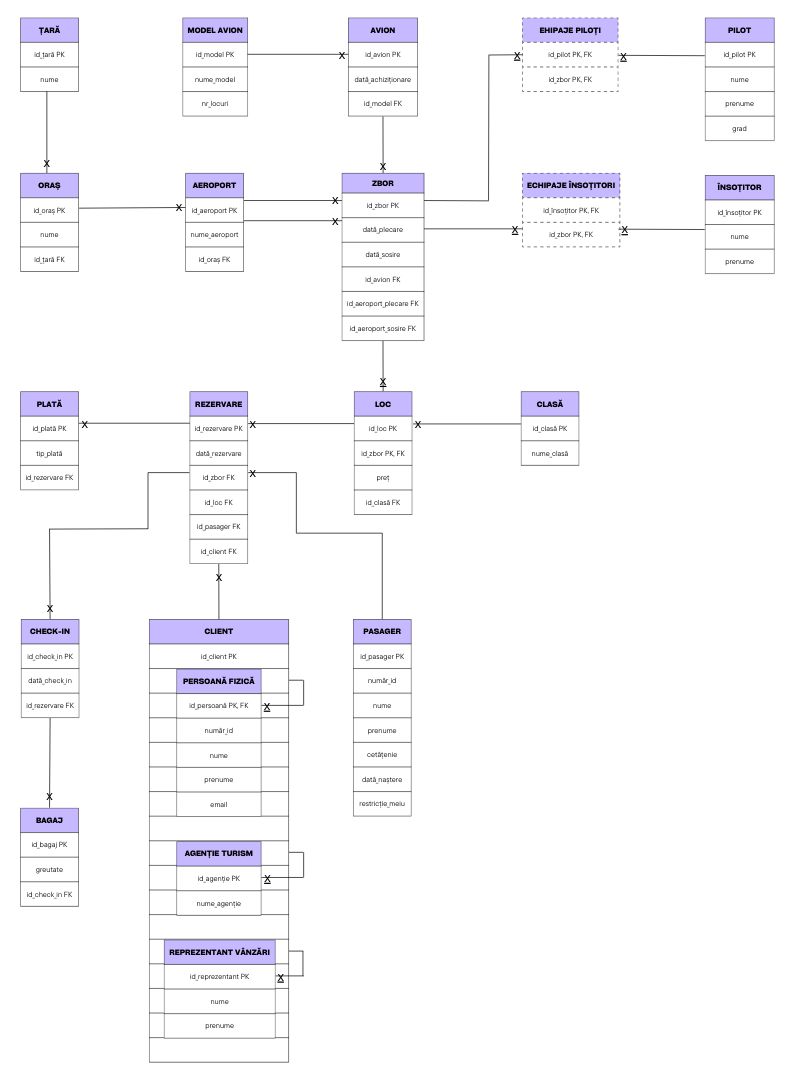 ȚARĂ
id_țară PK
nume
MODEL AVION
id_model PK
nume_model
nr_locuri
AVION
id_avion PK
dată_achiziționare
id_model FK
EHIPAJE PILOȚI
id_pilot PK, FK
id_zbor PK, FK
PILOT
id_pilot PK
nume
prenume
grad
ORAȘ
id_oraș PK
nume
id_țară FK
AEROPORT
id_aeroport PK
nume_aeroport
id_oraș FK
ZBOR
id_zbor PK
dată_plecare
dată_sosire
id_avion FK
id_aeroport_plecare FK
id_aeroport_sosire FK
ECHIPAJE ÎNSOȚITORI
id_însoțitor PK, FK
id_zbor PK, FK
ÎNSOȚITOR
id_însoțitor PK
nume
prenume
PLATĂ
id_plată PK
tip_plată
id_rezervare FK
REZERVARE
id_rezervare PK
dată_rezervare
id_zbor FK
id_loc FK
id_pasager FK
id_client FK
LOC
id_loc PK
id_zbor PK, FK
preț
id_clasă FK
CLASĂ
id_clasă PK
nume_clasă
CHECK-IN
id_check_in PK
dată_check_in
id_rezervare FK
CLIENT
id_client PK
PERSOANĂ FIZICĂ
id_persoană PK, FK
număr_id
nume
prenume
email
AGENȚIE TURISM
id_agenție PK
nume_agenție
REPREZENTANT VÂNZĂRI
id_reprezentant PK
nume
prenume
PASAGER
id_pasager PK
număr_id
nume
prenume
cetățenie
dată_naștere
restricție_meiu
BAGAJ
id_bagaj PK
greutate
id_check_in FK